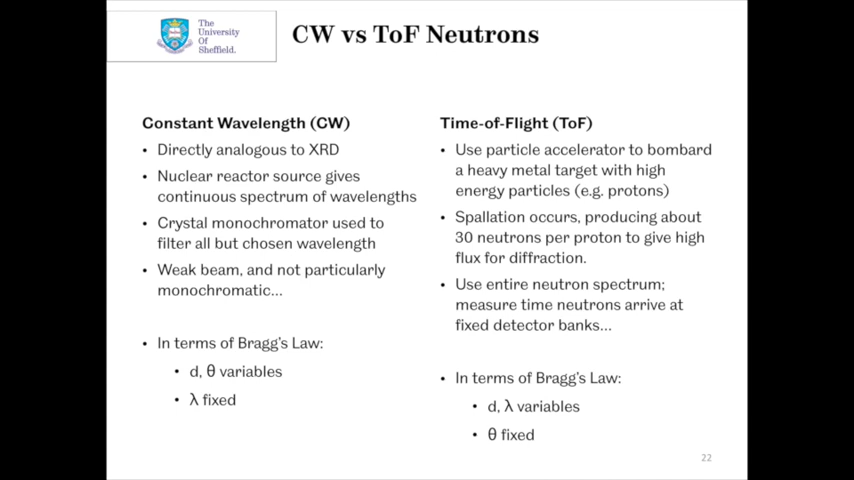 The
University
Of
Sheffield.
CW vs ToF Neutrons
Constant Wavelength (CW)
• Directly analogous to XRD
• Nuclear reactor source gives
continuous spectrum of wavelengths
• Crystal monochromator used to
filter all but chosen wavelength
• Weak beam, and not particularly
monochromatic...
• In terms of Bragg's Law:
• d, θ variables
• λ fixed
Time-of-Flight (ToF)
• Use particle accelerator to bombard
a heavy metal target with high
energy particles (e.g. protons)
• Spallation occurs, producing about
30 neutrons per proton to give high
flux for diffraction.
• Use entire neutron spectrum;
measure time neutrons arrive at
fixed detector banks...
• In terms of Bragg's Law:
• d, λ variables
• θ fixed
22